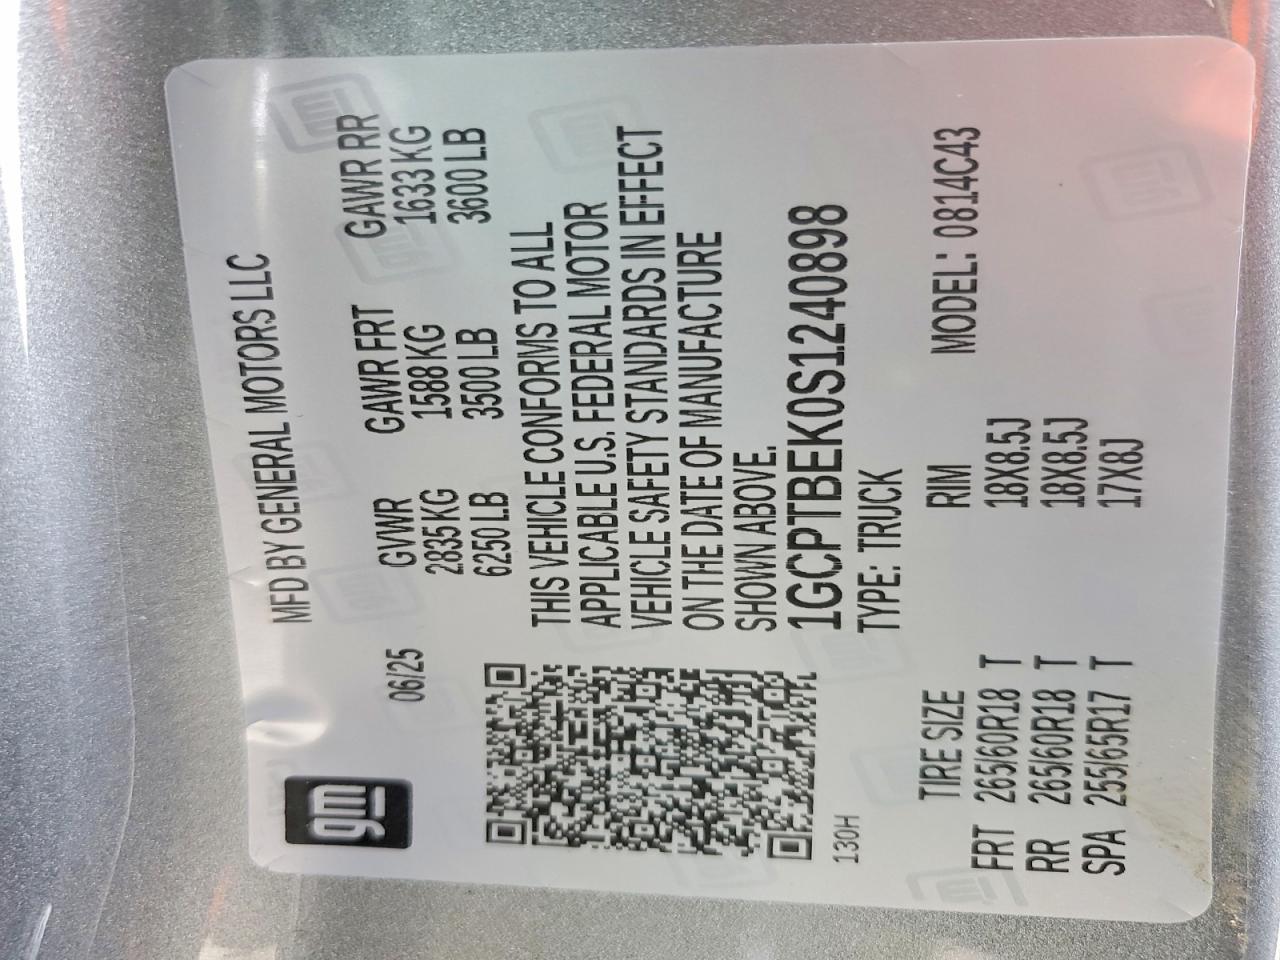 gm
MFD BY GENERAL MOTORS LLC
06/25
GVWR GAWR FRT GAWR RR
2835 KG 1588 KG 1633 KG
6250 LB 3500 LB 3600 LB
THIS VEHICLE CONFORMS TO ALL
APPLICABLE U.S. FEDERAL MOTOR
VEHICLE SAFETY STANDARDS IN EFFECT
ON THE DATE OF MANUFACTURE
SHOWN ABOVE.
1GCPTBEK0S1240898
TYPE: TRUCK
130H
TIRE SIZE RIM MODEL: 0814C43
FRT 265/60R18 T 18X8.5J
RR 265/60R18 T 18X8.5J
SPA 255/65R17 T 17X8J